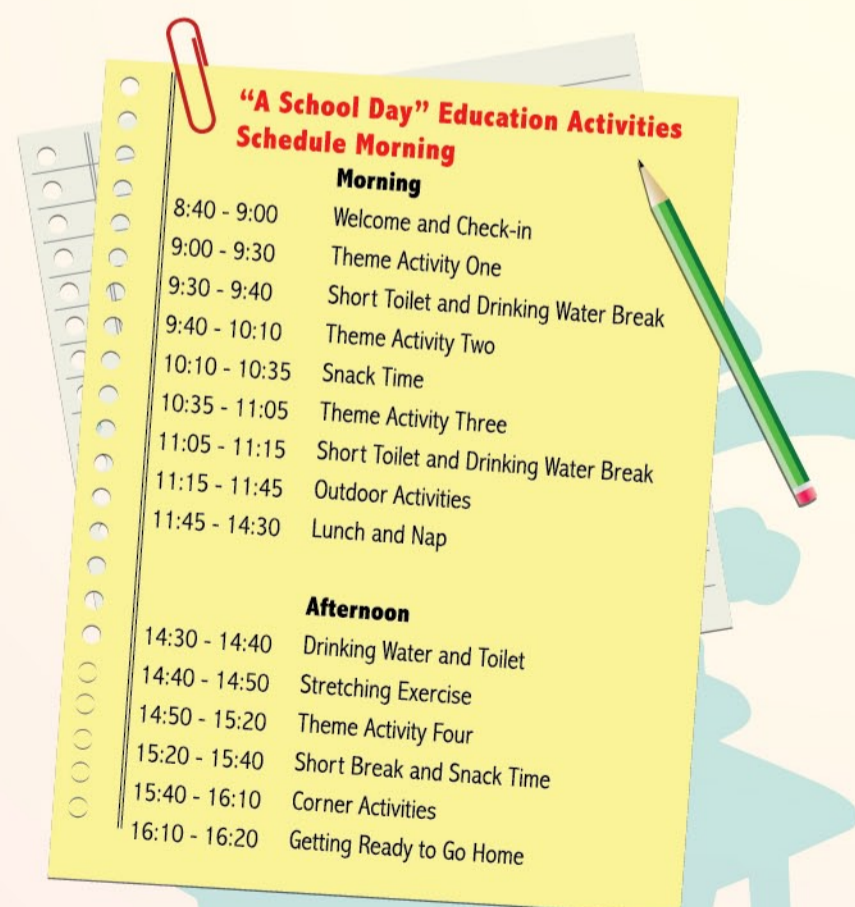 “A School Day” Education Activities
Schedule Morning
Morning
8:40 - 9:00 Welcome and Check-in
9:00 - 9:30 Theme Activity One
9:30 - 9:40 Short Toilet and Drinking Water Break
9:40 - 10:10 Theme Activity Two
10:10 - 10:35 Snack Time
10:35 - 11:05 Theme Activity Three
11:05 - 11:15 Short Toilet and Drinking Water Break
11:15 - 11:45 Outdoor Activities
11:45 - 14:30 Lunch and Nap
Afternoon
14:30 - 14:40 Drinking Water and Toilet
14:40 - 14:50 Stretching Exercise
14:50 - 15:20 Theme Activity Four
15:20 - 15:40 Short Break and Snack Time
15:40 - 16:10 Corner Activities
16:10 - 16:20 Getting Ready to Go Home